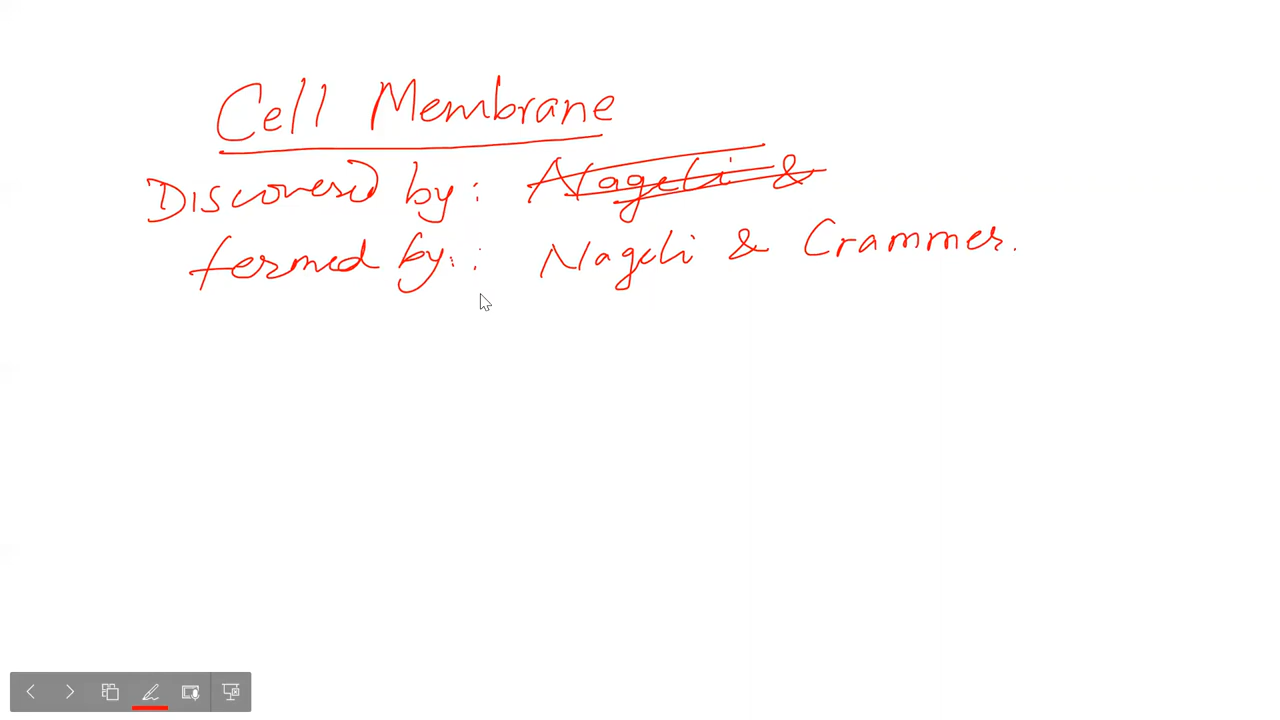 Cell Membrane
Discovered by : Nageli &
termed by : Nageli & Crammer.